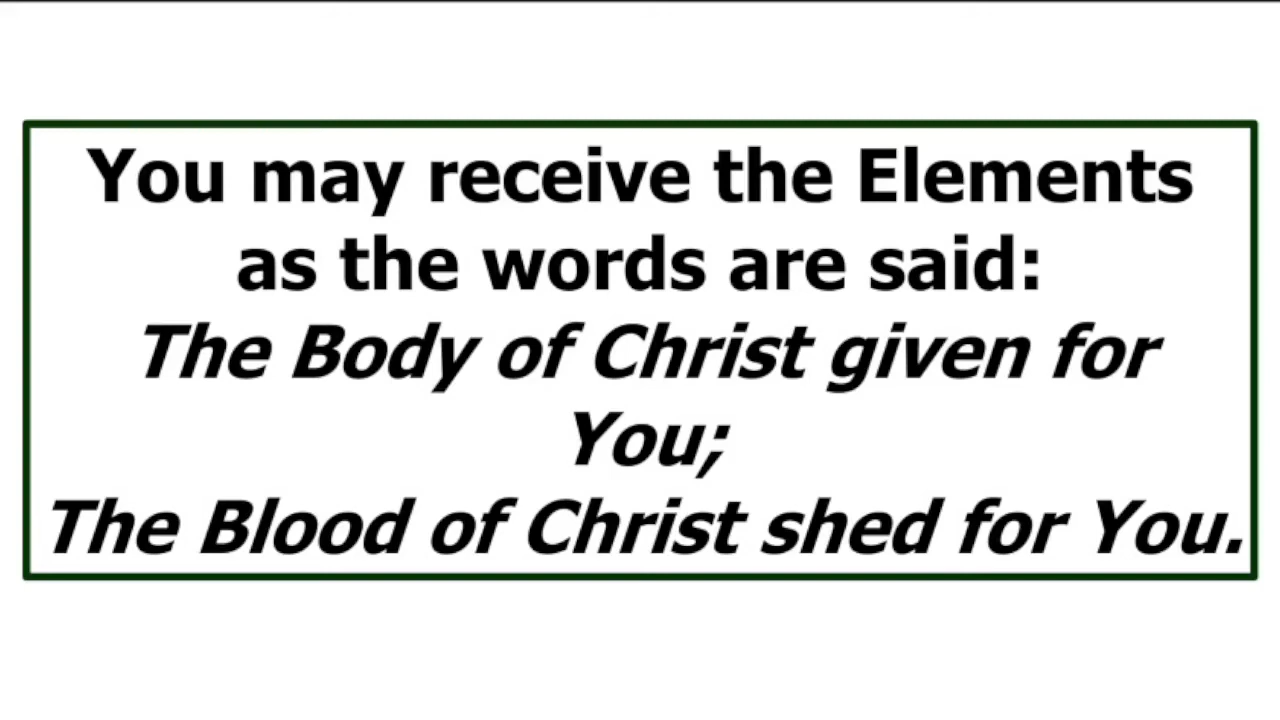 You may receive the Elements
as the words are said:
The Body of Christ given for
You;
The Blood of Christ shed for You.